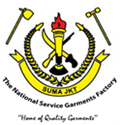 SUMA JKT
The National Service Garments Factory
"Home of Quality Garments"